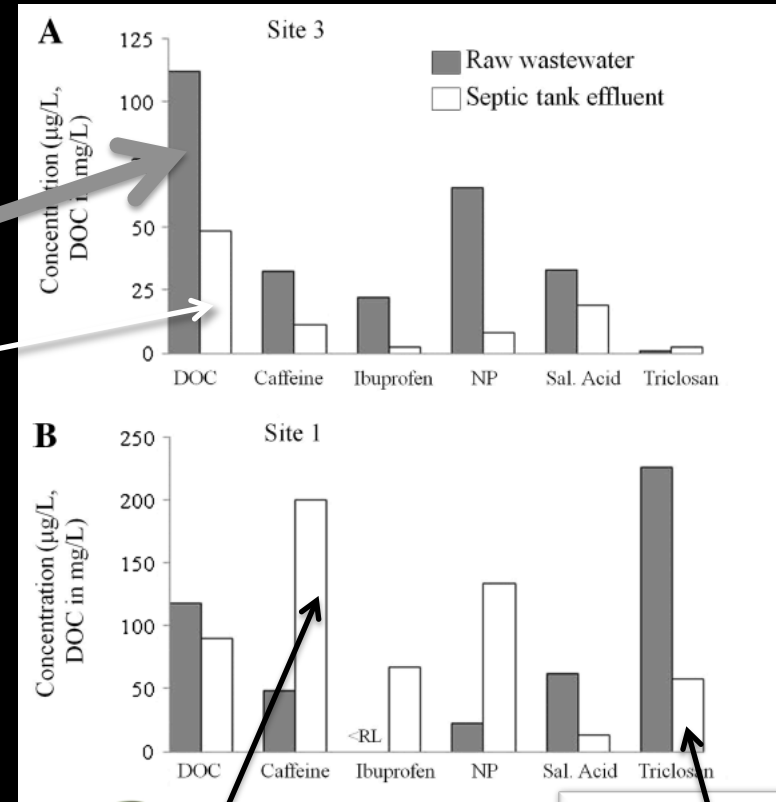 A
Site 3
Raw wastewater
Septic tank effluent
Concentration (µg/L,
DOC in mg/L)
125
100
50
25
0
DOC Caffeine Ibuprofen NP Sal. Acid Triclosan
B
Site 1
Concentration (µg/L,
DOC in mg/L)
250
200
150
100
50
0
<RL
DOC Caffeine Ibuprofen NP Sal. Acid Triclosan